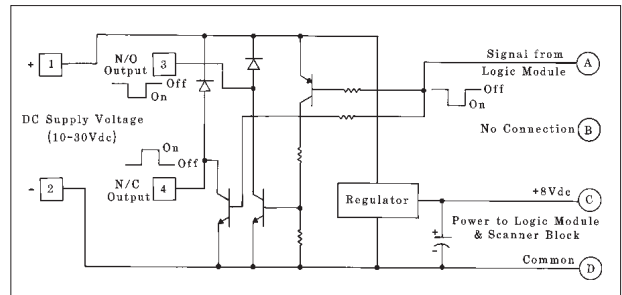 Signal from
Logic Module
A
+ 1
N/O
Output
3
Off
On
Off
On
DC Supply Voltage
{10-30Vdc}
No Connection
B
On
Off
- 2
N/C
Output
4
Regulator
+8Vdc
C
Power to Logic Module
& Scanner Block
+
-
Common
D